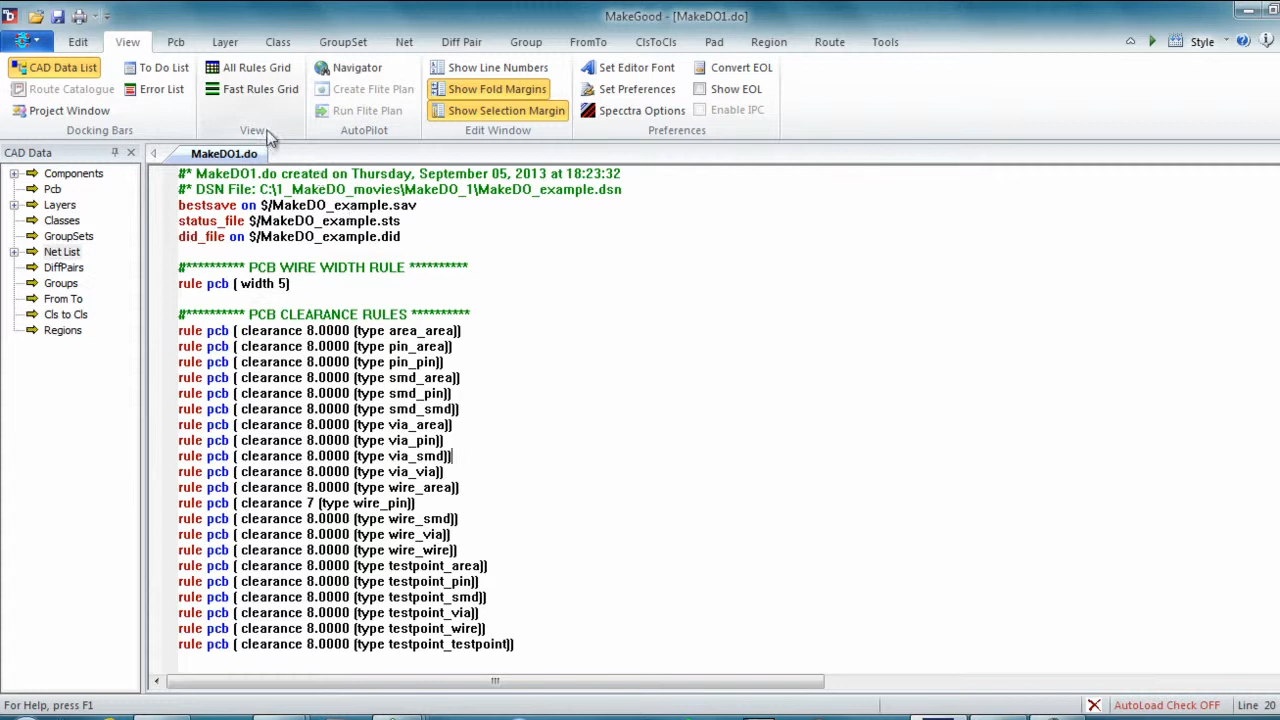 MakeGood - [MakeDO1.do]
Edit View Pcb Layer Class GroupSet Net Diff Pair Group FromTo ClsToCls Pad Region Route Tools Style
CAD Data List To Do List All Rules Grid Navigator Show Line Numbers Set Editor Font Convert EOL
Route Catalogue Error List Fast Rules Grid Create Flite Plan Show Fold Margins Set Preferences Show EOL
Project Window Run Flite Plan Show Selection Margin Specctra Options Enable IPC
Docking Bars View AutoPilot Edit Window Preferences
CAD Data
MakeDO1.do
Components
Pcb
Layers
Classes
GroupSets
Net List
DiffPairs
Groups
From To
Cls to Cls
Regions
#* MakeDO1.do created on Thursday, September 05, 2013 at 18:23:32
#* DSN File: C:\1_MakeDO_movies\MakeDO_1\MakeDO_example.dsn
bestsave on $/MakeDO_example.sav
status_file $/MakeDO_example.sts
did_file on $/MakeDO_example.did
#********** PCB WIRE WIDTH RULE **********
rule pcb ( width 5)
#********** PCB CLEARANCE RULES **********
rule pcb ( clearance 8.0000 (type area_area))
rule pcb ( clearance 8.0000 (type pin_area))
rule pcb ( clearance 8.0000 (type pin_pin))
rule pcb ( clearance 8.0000 (type smd_area))
rule pcb ( clearance 8.0000 (type smd_pin))
rule pcb ( clearance 8.0000 (type smd_smd))
rule pcb ( clearance 8.0000 (type via_area))
rule pcb ( clearance 8.0000 (type via_pin))
rule pcb ( clearance 8.0000 (type via_smd))
rule pcb ( clearance 8.0000 (type via_via))
rule pcb ( clearance 8.0000 (type wire_area))
rule pcb ( clearance 7 (type wire_pin))
rule pcb ( clearance 8.0000 (type wire_smd))
rule pcb ( clearance 8.0000 (type wire_via))
rule pcb ( clearance 8.0000 (type wire_wire))
rule pcb ( clearance 8.0000 (type testpoint_area))
rule pcb ( clearance 8.0000 (type testpoint_pin))
rule pcb ( clearance 8.0000 (type testpoint_smd))
rule pcb ( clearance 8.0000 (type testpoint_via))
rule pcb ( clearance 8.0000 (type testpoint_wire))
rule pcb ( clearance 8.0000 (type testpoint_testpoint))
For Help, press F1 AutoLoad Check OFF Line 20